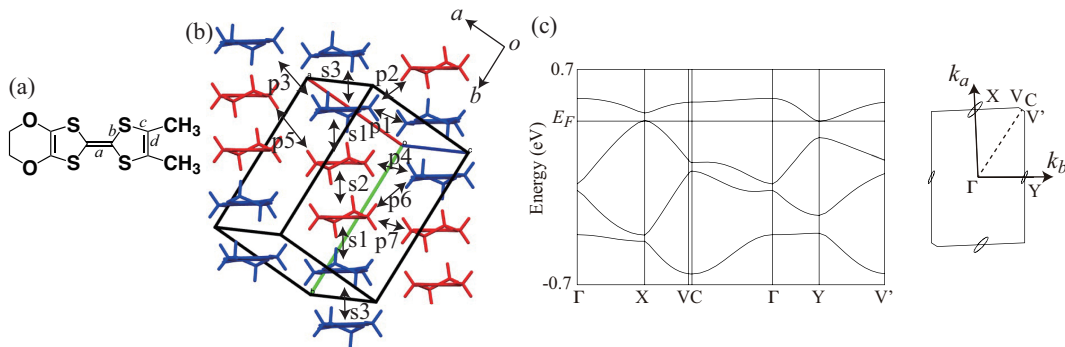 (a)
O
O
S
S
S
S
a
b
c
d
CH3
CH3
(b)
a
o
b
s3
p2
p3
p1
s1
p5
p4
s2
p6
s1
p7
s3
(c)
0.7
EF
Energy (eV)
-0.7
Γ
X
VC
Γ
Y
V'
ka
X
VC
V'
kb
Γ
Y